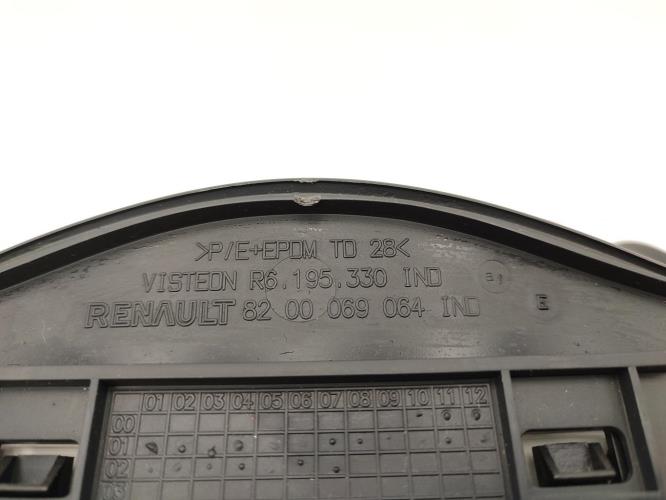 >P/E+EPDM TD 28<
VISTEON R6.195.330 IND
RENAULT 82 00 069 064 IND E
01 02 03 04 05 06 07 08 09 10 11 12
00
01
02
03